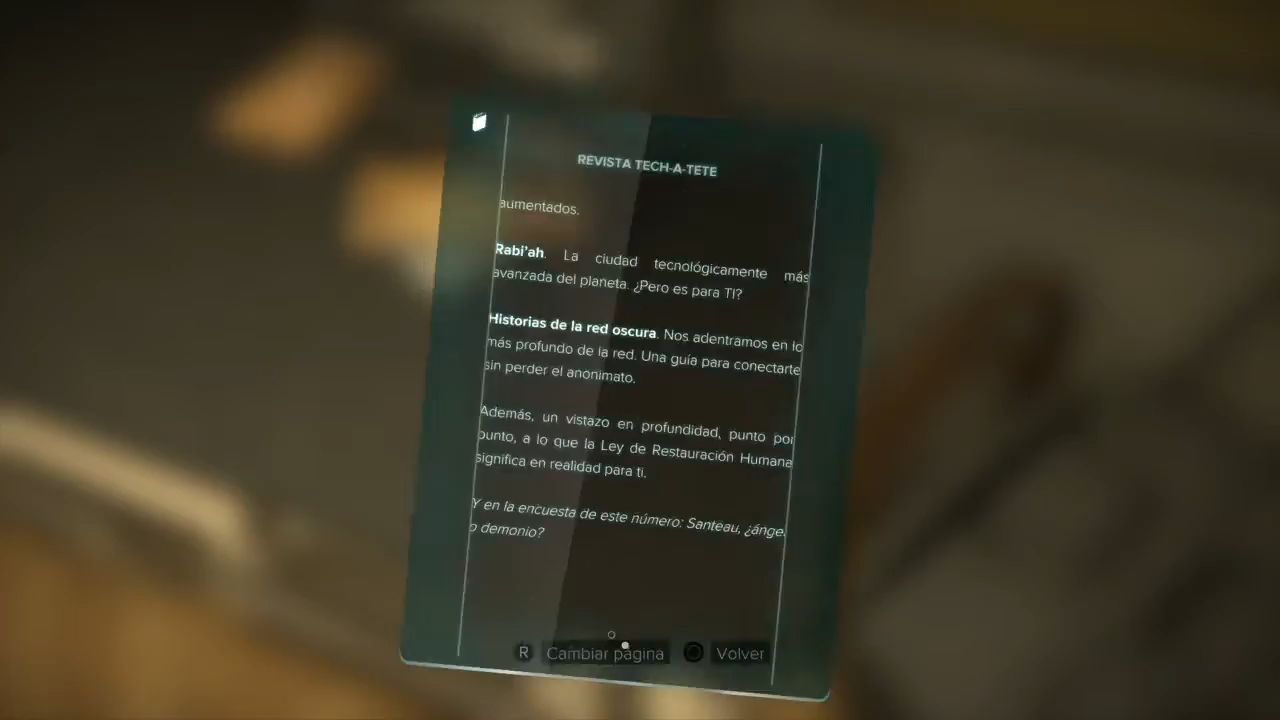 REVISTA TECH-A-TETE
aumentados.
Rabi'ah. La ciudad tecnológicamente más
avanzada del planeta. ¿Pero es para TI?
Historias de la red oscura. Nos adentramos en lo
más profundo de la red. Una guía para conectarte
sin perder el anonimato.
Además, un vistazo en profundidad, punto por
punto, a lo que la Ley de Restauración Humana
significa en realidad para ti.
Y en la encuesta de este número: Santeau, ¿ángel
o demonio?
R Cambiar página Volver